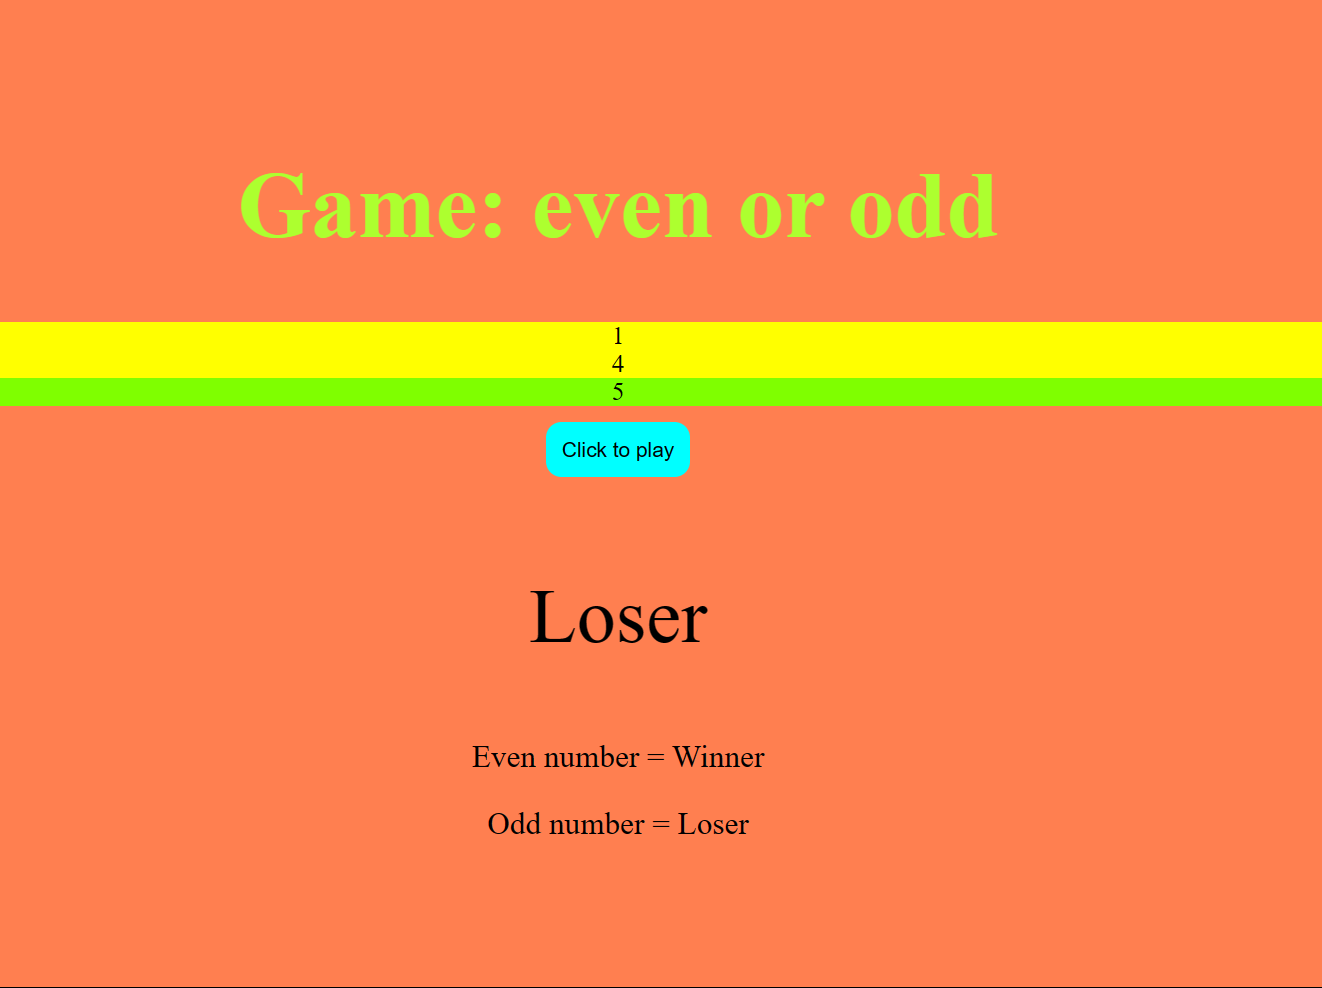 Game: even or odd
1
4
5
Click to play
Loser
Even number = Winner
Odd number = Loser